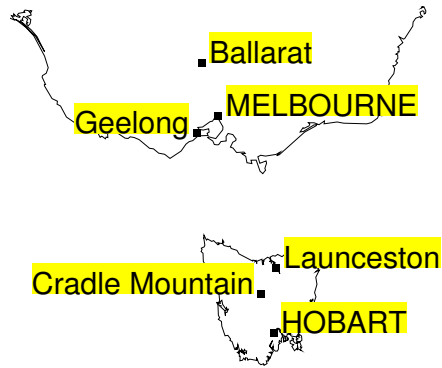 Ballarat
MELBOURNE
Geelong
Launceston
Cradle Mountain
HOBART